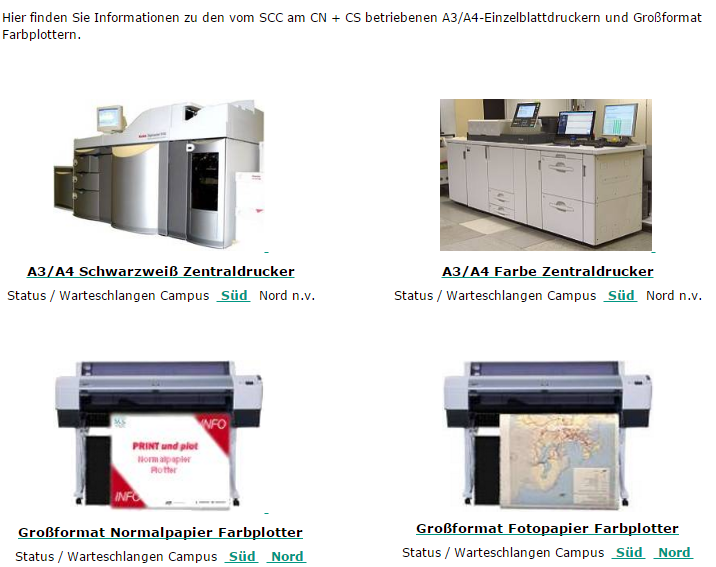 Hier finden Sie Informationen zu den vom SCC am CN + CS betriebenen A3/A4-Einzelblattdruckern und Großformat
Farbplottern.
A3/A4 Schwarzweiß Zentraldrucker
Status / Warteschlangen Campus Süd Nord n.v.
A3/A4 Farbe Zentraldrucker
Status / Warteschlangen Campus Süd Nord n.v.
INFO
PRINT und plot
Normalpapier
Plotter
INFO
Großformat Normalpapier Farbplotter
Status / Warteschlangen Campus Süd Nord
Großformat Fotopapier Farbplotter
Status / Warteschlangen Campus Süd Nord